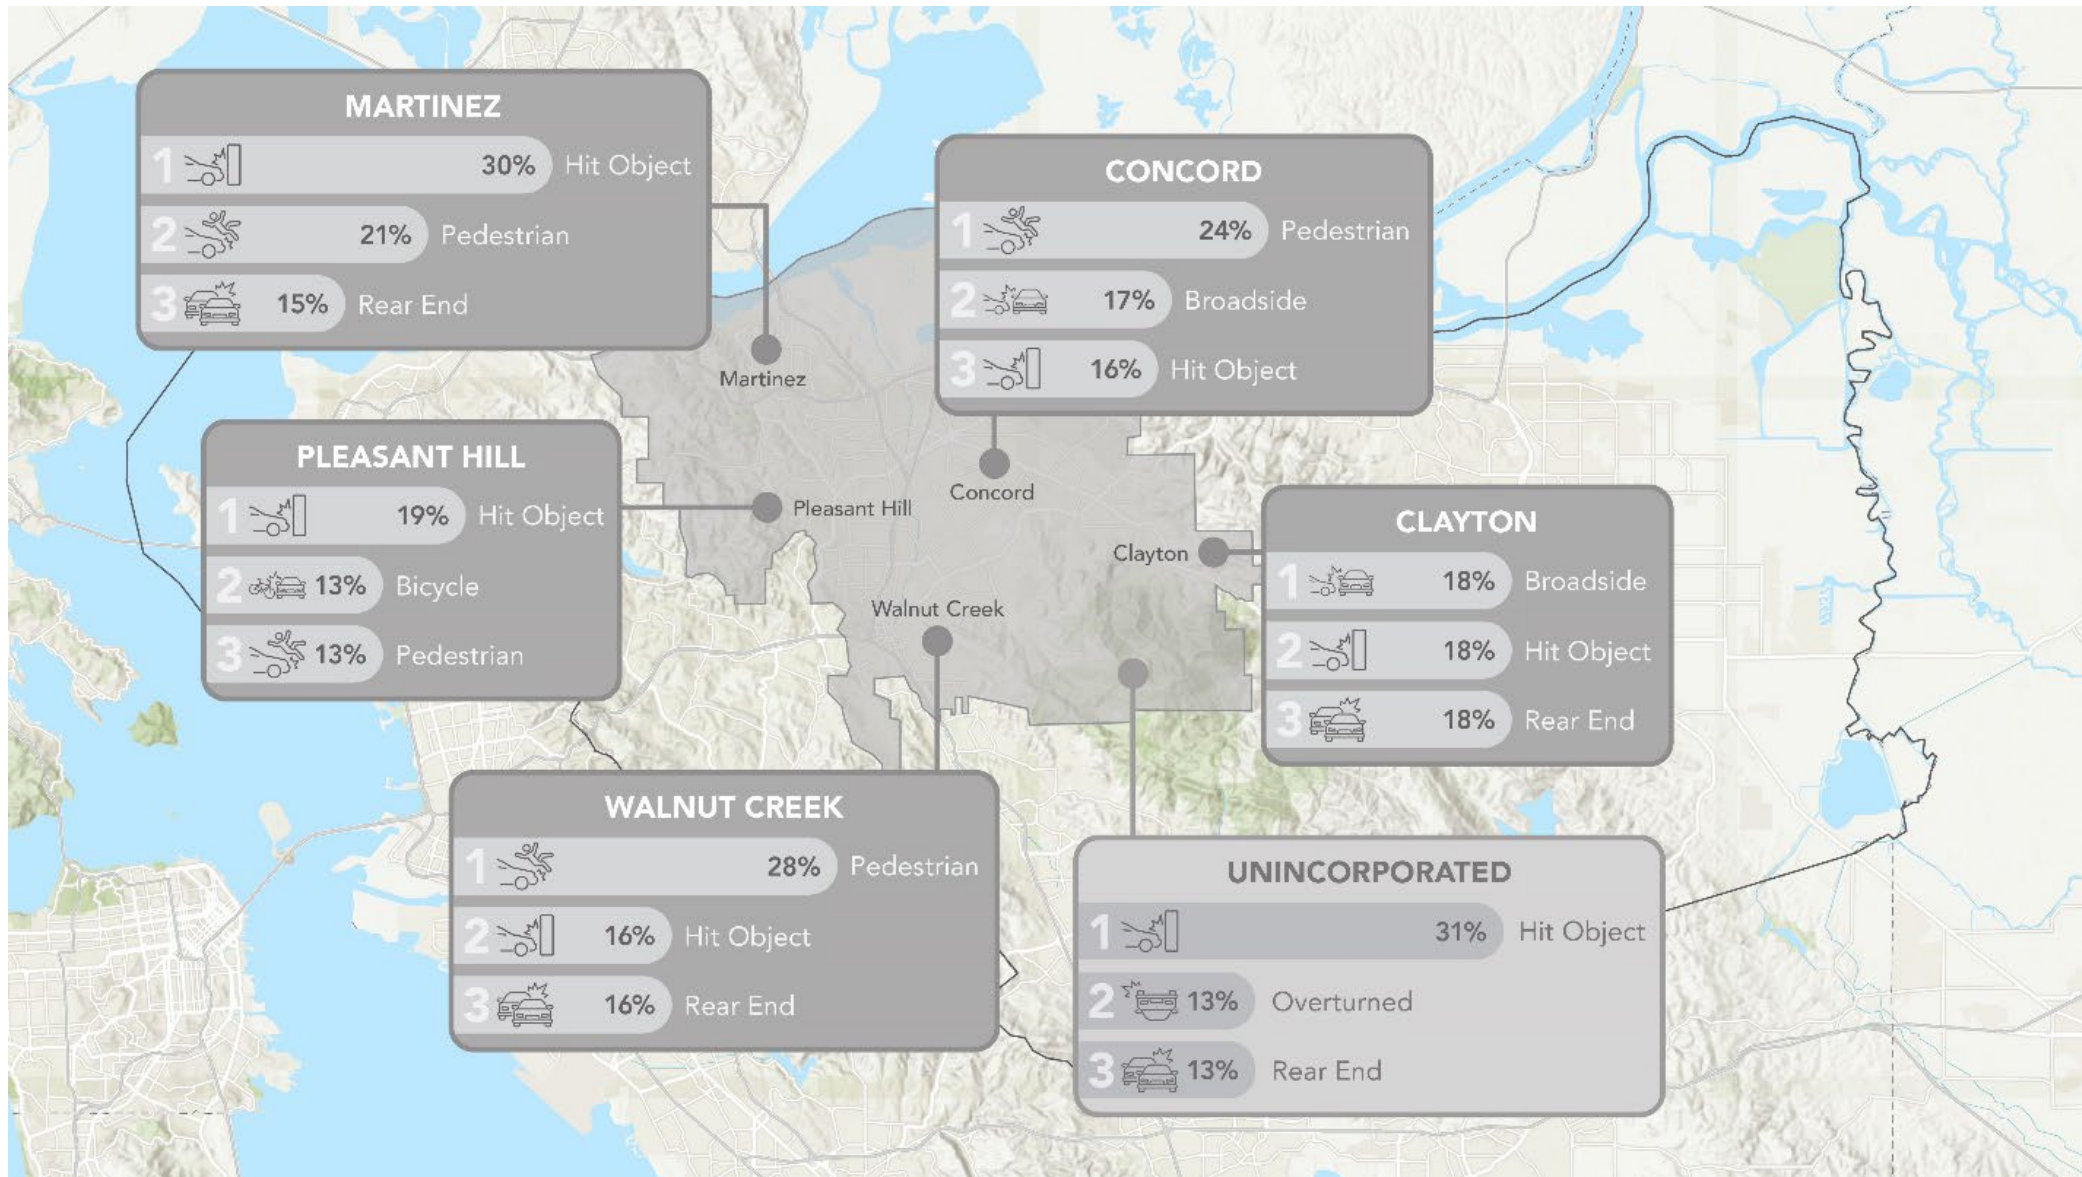 MARTINEZ
1 30% Hit Object
2 21% Pedestrian
3 15% Rear End
CONCORD
1 24% Pedestrian
2 17% Broadside
3 16% Hit Object
Martinez
PLEASANT HILL
1 19% Hit Object
2 13% Bicycle
3 13% Pedestrian
Pleasant Hill
Concord
Clayton
CLAYTON
1 18% Broadside
2 18% Hit Object
3 18% Rear End
Walnut Creek
WALNUT CREEK
1 28% Pedestrian
2 16% Hit Object
3 16% Rear End
UNINCORPORATED
1 31% Hit Object
2 13% Overturned
3 13% Rear End